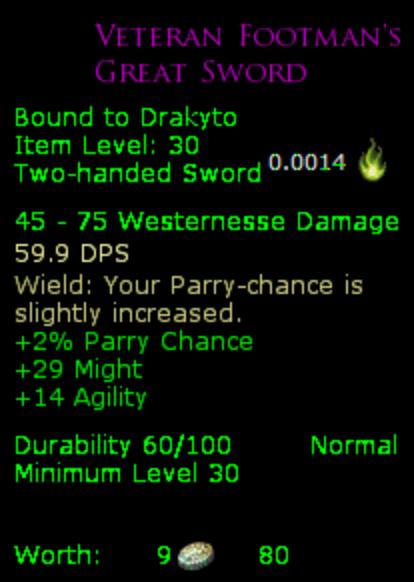 Veteran Footman's
Great Sword
Bound to Drakyto
Item Level: 30
Two-handed Sword 0.0014
45 - 75 Westernesse Damage
59.9 DPS
Wield: Your Parry-chance is
slightly increased.
+2% Parry Chance
+29 Might
+14 Agility
Durability 60/100 Normal
Minimum Level 30
Worth: 9 80